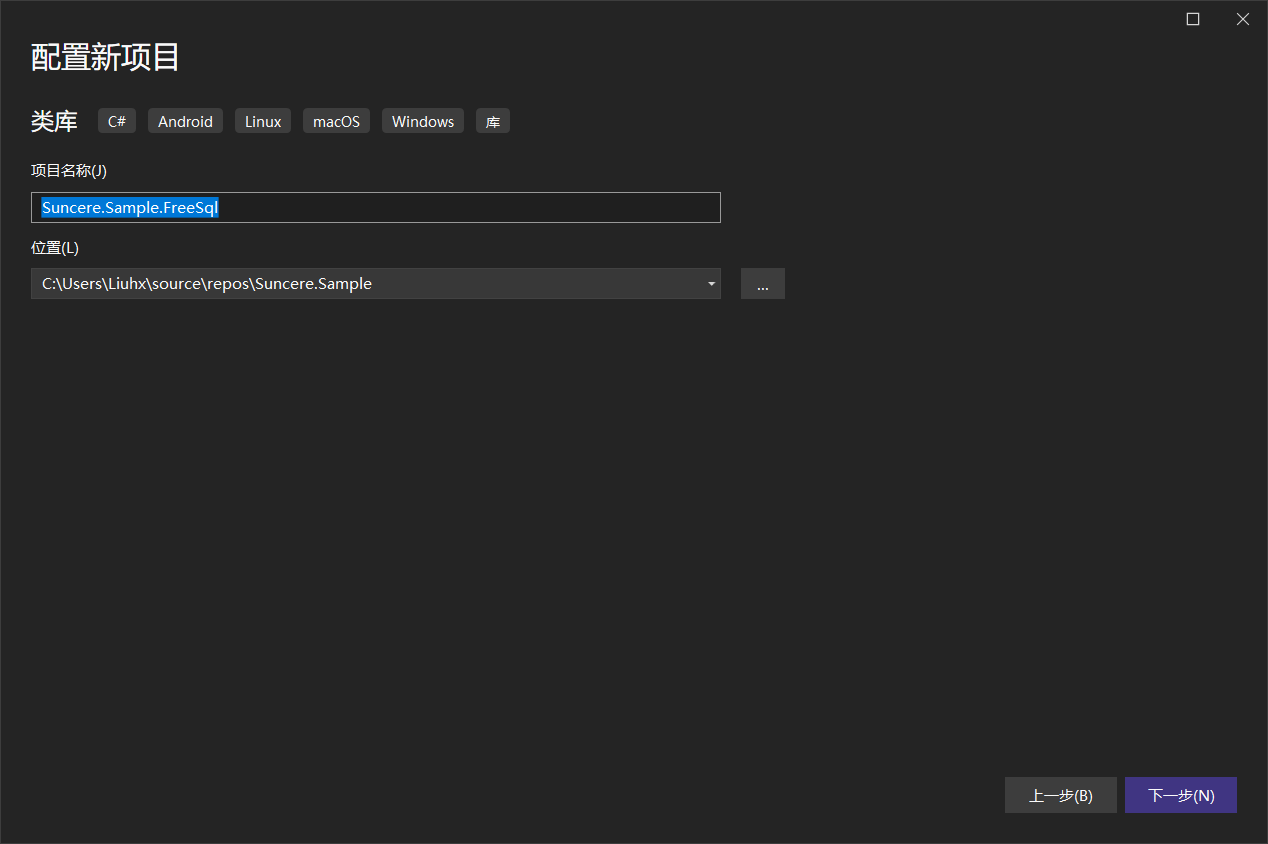 配置新项目
类库 C# Android Linux macOS Windows 库
项目名称(J)
Suncere.Sample.FreeSql
位置(L)
C:\Users\Liuhx\source\repos\Suncere.Sample ...
上一步(B) 下一步(N)